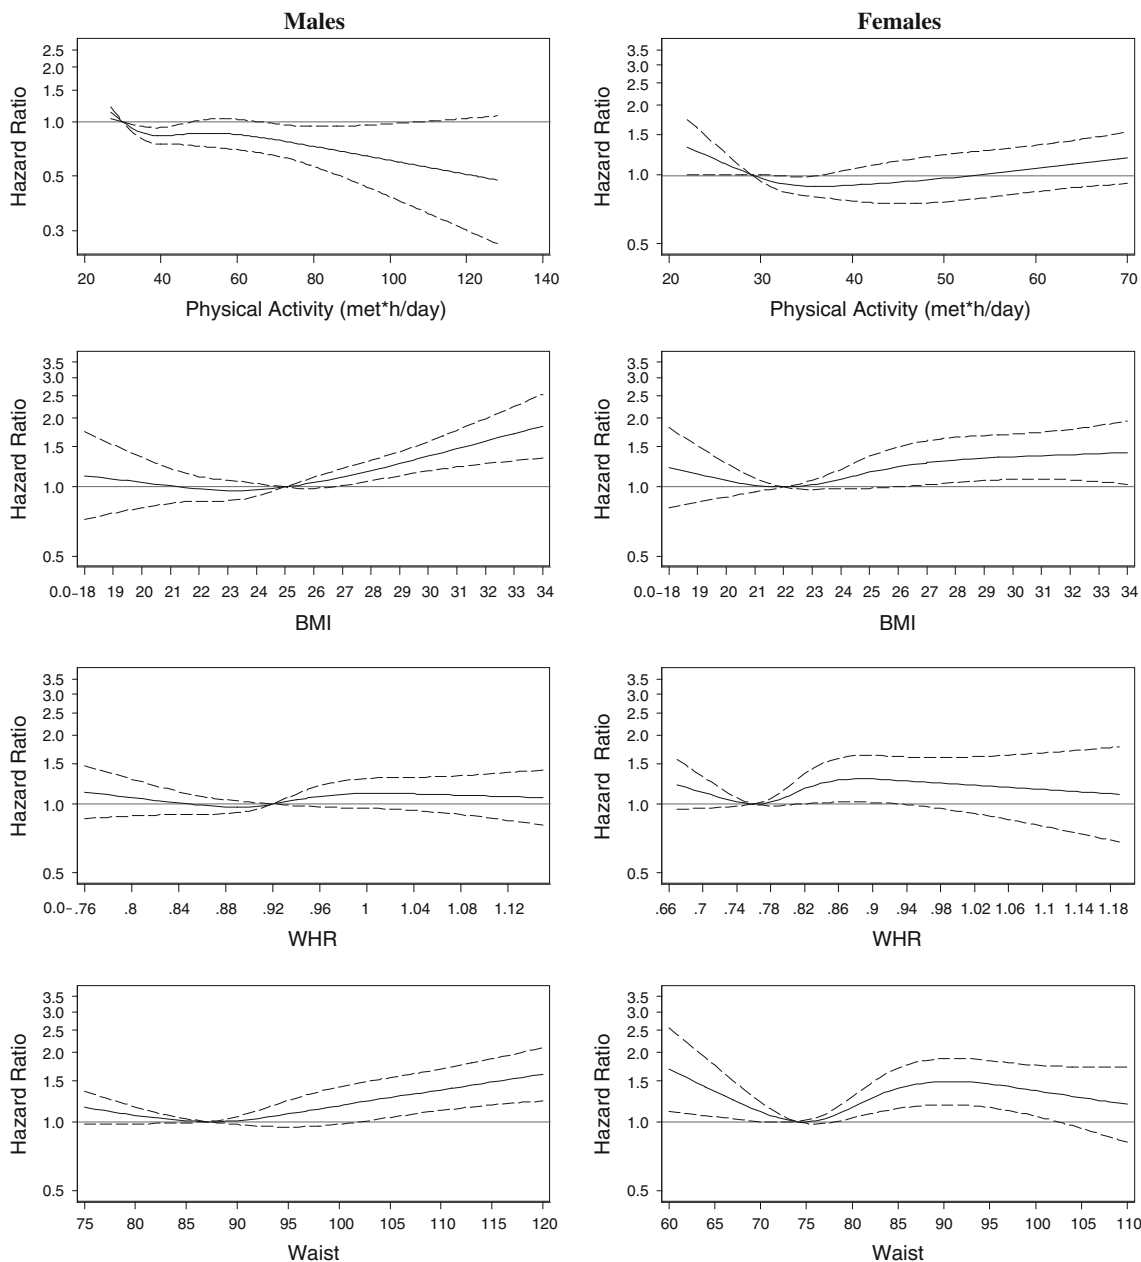 Males
Females
2.5
2.0
1.5
1.0
0.5
0.3
Hazard Ratio
20 40 60 80 100 120 140
Physical Activity (met*h/day)
3.5
3.0
2.5
2.0
1.5
1.0
0.5
Hazard Ratio
20 30 40 50 60 70
Physical Activity (met*h/day)
3.5
3.0
2.5
2.0
1.5
1.0
0.5
Hazard Ratio
0.0-18 19 20 21 22 23 24 25 26 27 28 29 30 31 32 33 34
BMI
3.5
3.0
2.5
2.0
1.5
1.0
0.5
Hazard Ratio
0.0-18 19 20 21 22 23 24 25 26 27 28 29 30 31 32 33 34
BMI
3.5
3.0
2.5
2.0
1.5
1.0
0.5
Hazard Ratio
0.0-.76 .8 .84 .88 .92 .96 1 1.04 1.08 1.12
WHR
3.5
3.0
2.5
2.0
1.5
1.0
0.5
Hazard Ratio
.66 .7 .74 .78 .82 .86 .9 .94 .98 1.02 1.06 1.1 1.14 1.18
WHR
3.5
3.0
2.5
2.0
1.5
1.0
0.5
Hazard Ratio
75 80 85 90 95 100 105 110 115 120
Waist
3.5
3.0
2.5
2.0
1.5
1.0
0.5
Hazard Ratio
60 65 70 75 80 85 90 95 100 105 110
Waist